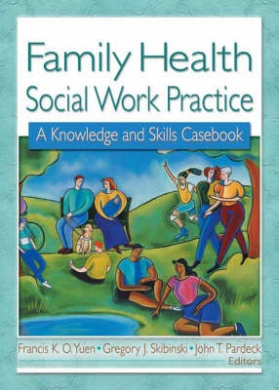 Family Health
Social Work Practice
A Knowledge and Skills Casebook
Francis K. O. Yuen • Gregory J. Skibinski • John T. Pardeck
Editors